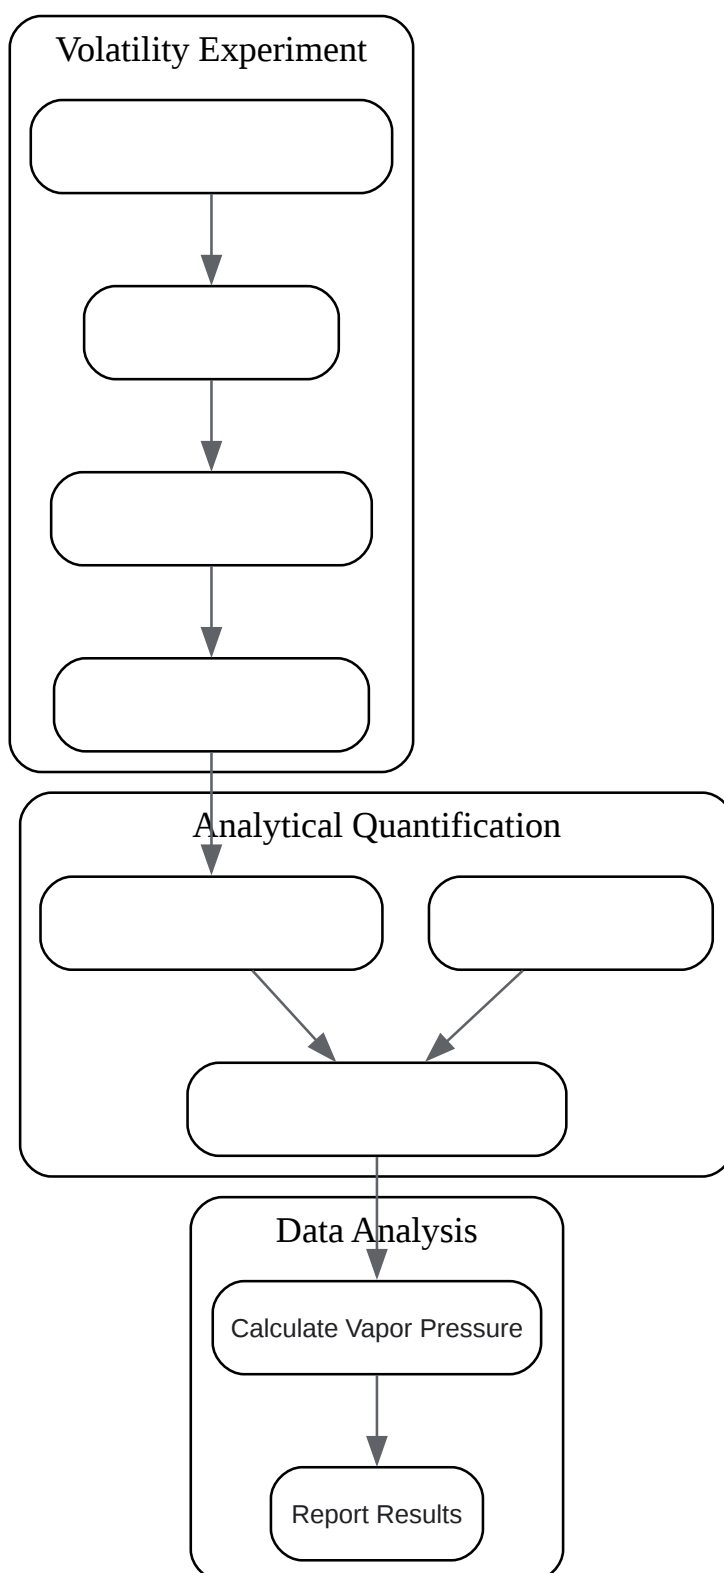 Volatility Experiment
Analytical Quantification
Data Analysis
Calculate Vapor Pressure
Report Results